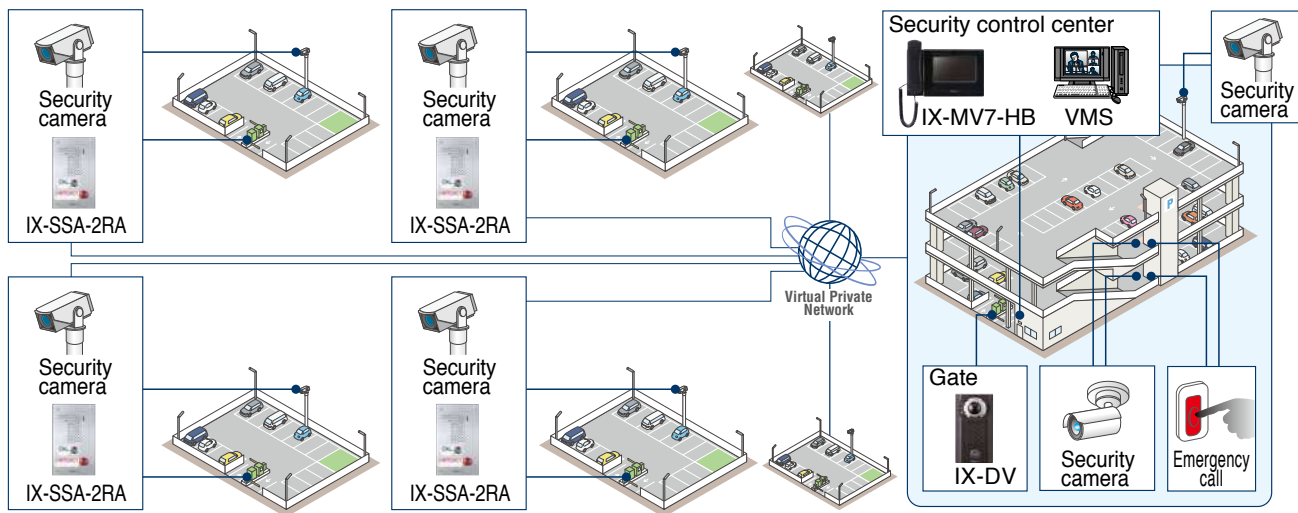 Security
camera
IX-SSA-2RA
Security
camera
IX-SSA-2RA
Security control center
IX-MV7-HB
VMS
Security
camera
P
Virtual Private
Network
Security
camera
IX-SSA-2RA
Security
camera
IX-SSA-2RA
Gate
IX-DV
Security
camera
Emergency
call